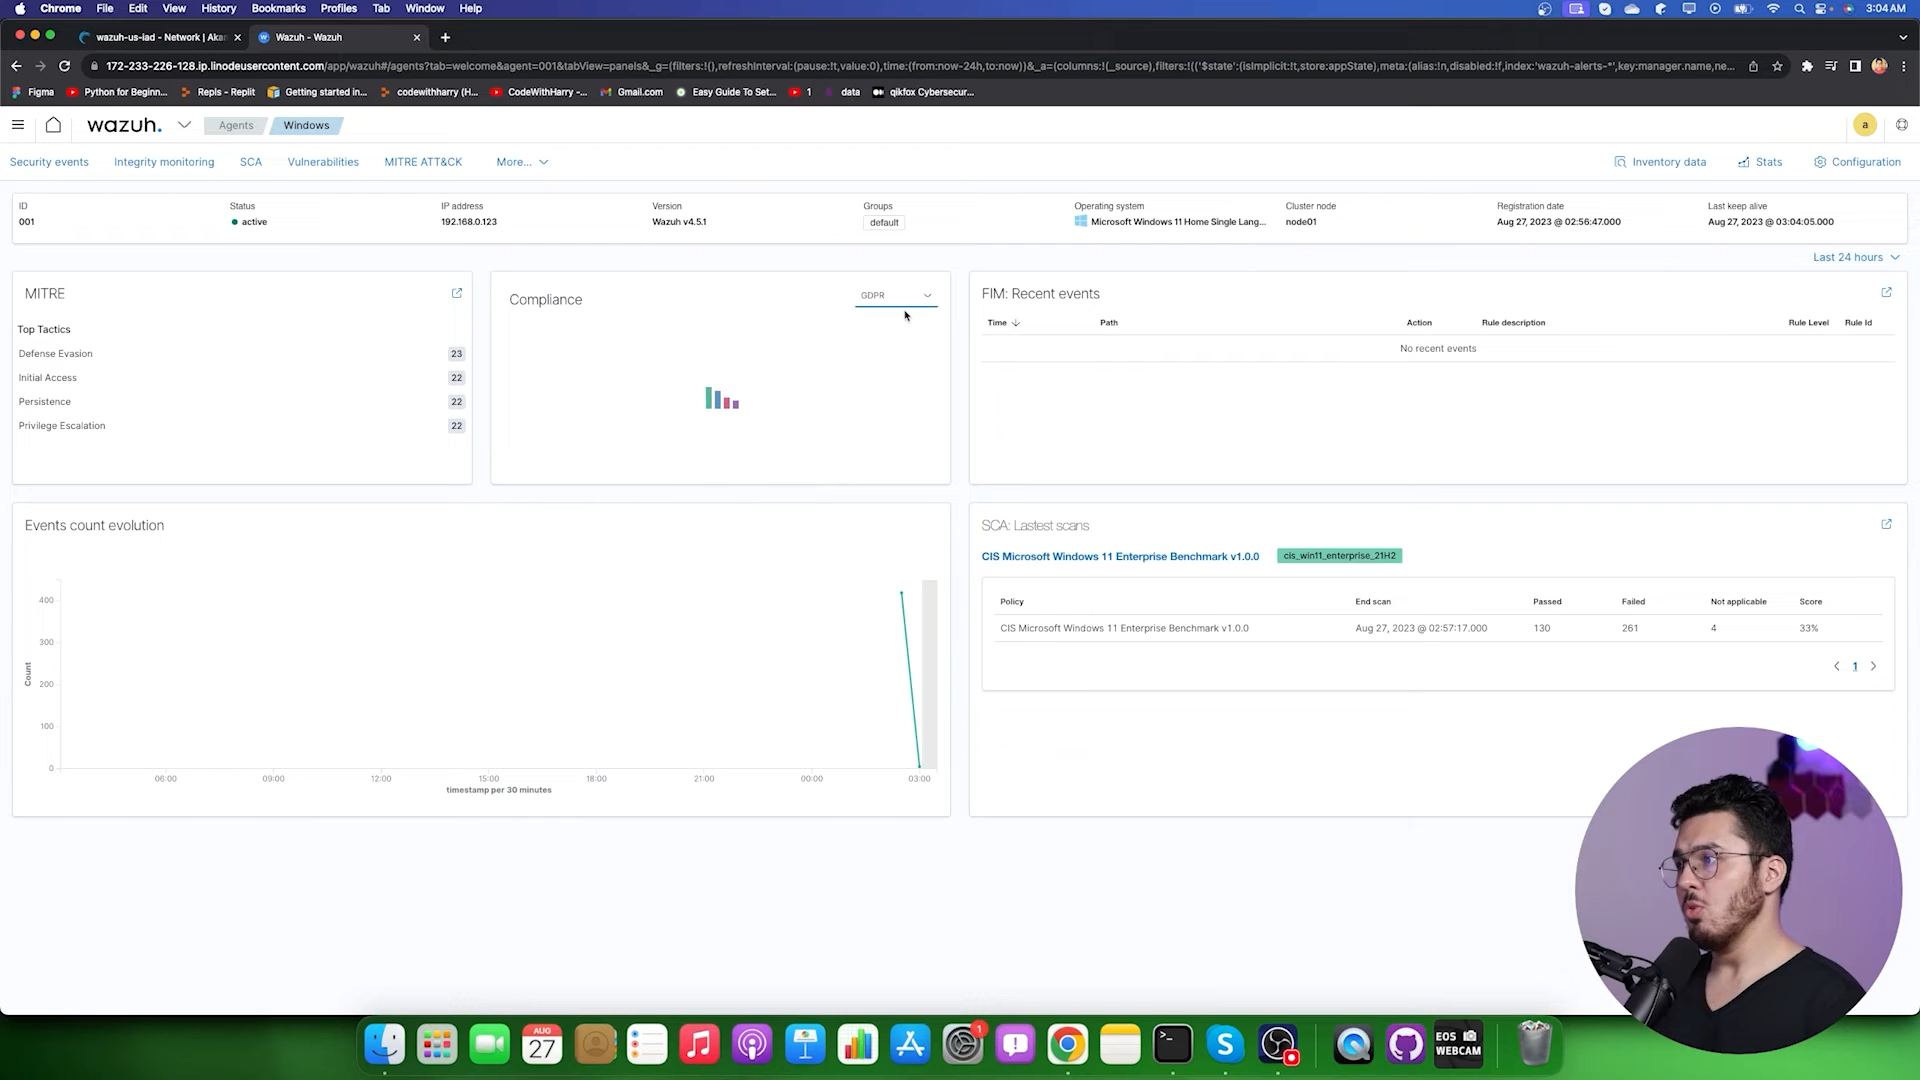 Chrome File Edit View History Bookmarks Profiles Tab Window Help 3:04 AM
wazuh-us-iad - Network | Aka Wazuh - Wazuh
172-233-226-128.ip.linodeusercontent.com/app/wazuh#/agents?tab=welcome&agent=001&tabView=panels&_g=(filters:!(),refreshInterval:(pause:!t,value:0),time:(from:now-24h,to:now))&_a=(columns:!(_source),filters:!(('$state':(isImplicit:!t,store:appState),meta:(alias:!n,disabled:!f,index:'wazuh-alerts-*',key:manager.name,ne...
Figma Python for Beginn... Repls - Replit Getting started in... codewithharry (H... CodeWithHarry -... Gmail.com Easy Guide To Set... 1 data qikfox Cybersecur...
wazuh. Agents Windows a
Security events Integrity monitoring SCA Vulnerabilities MITRE ATT&CK More... Inventory data Stats Configuration
ID Status IP address Version Groups Operating system Cluster node Registration date Last keep alive
001 active 192.168.0.123 Wazuh v4.5.1 default Microsoft Windows 11 Home Single Lang... node01 Aug 27, 2023 @ 02:56:47.000 Aug 27, 2023 @ 03:04:05.000
Last 24 hours
MITRE
Top Tactics
Defense Evasion 23
Initial Access 22
Persistence 22
Privilege Escalation 22
Compliance GDPR
FIM: Recent events
Time Path Action Rule description Rule Level Rule Id
No recent events
Events count evolution
Count
400
300
200
100
0
06:00 09:00 12:00 15:00 18:00 21:00 00:00 03:00
timestamp per 30 minutes
SCA: Lastest scans
CIS Microsoft Windows 11 Enterprise Benchmark v1.0.0 cis_win11_enterprise_21H2
Policy End scan Passed Failed Not applicable Score
CIS Microsoft Windows 11 Enterprise Benchmark v1.0.0 Aug 27, 2023 @ 02:57:17.000 130 261 4 33%
1
AUG
27
1
EOS
WEBCAM